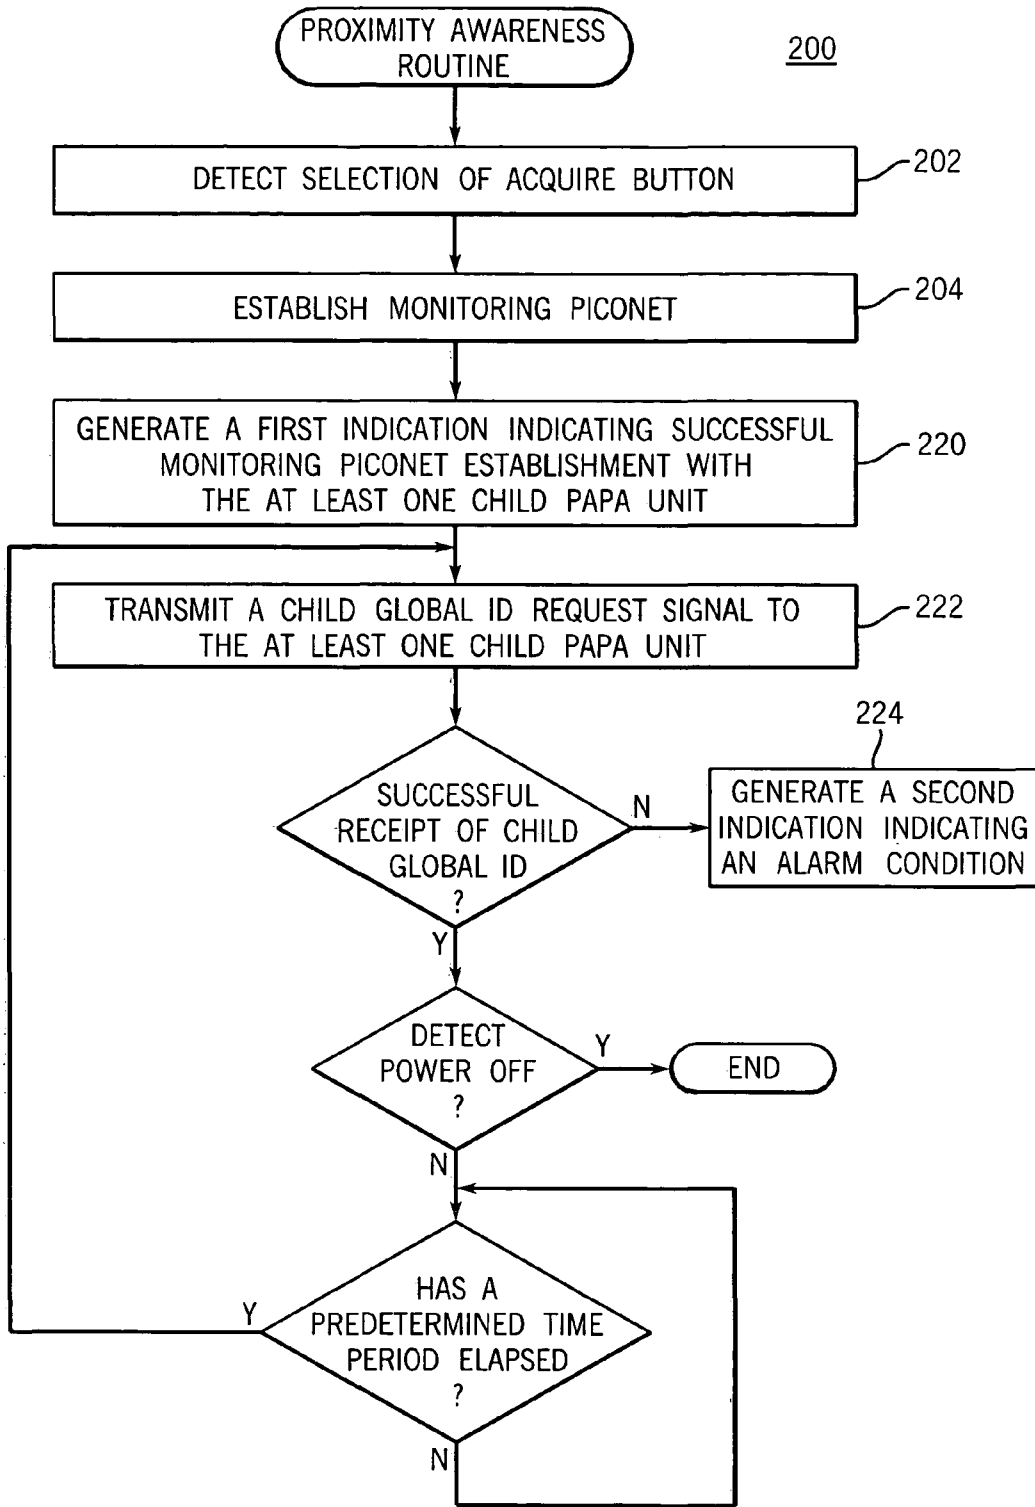 PROXIMITY AWARENESS
ROUTINE
200
DETECT SELECTION OF ACQUIRE BUTTON
202
ESTABLISH MONITORING PICONET
204
GENERATE A FIRST INDICATION INDICATING SUCCESSFUL
MONITORING PICONET ESTABLISHMENT WITH
THE AT LEAST ONE CHILD PAPA UNIT
220
TRANSMIT A CHILD GLOBAL ID REQUEST SIGNAL TO
THE AT LEAST ONE CHILD PAPA UNIT
222
SUCCESSFUL
RECEIPT OF CHILD
GLOBAL ID
?
N
224
GENERATE A SECOND
INDICATION INDICATING
AN ALARM CONDITION
Y
DETECT
POWER OFF
?
Y
END
N
HAS A
PREDETERMINED TIME
PERIOD ELAPSED
?
Y
N